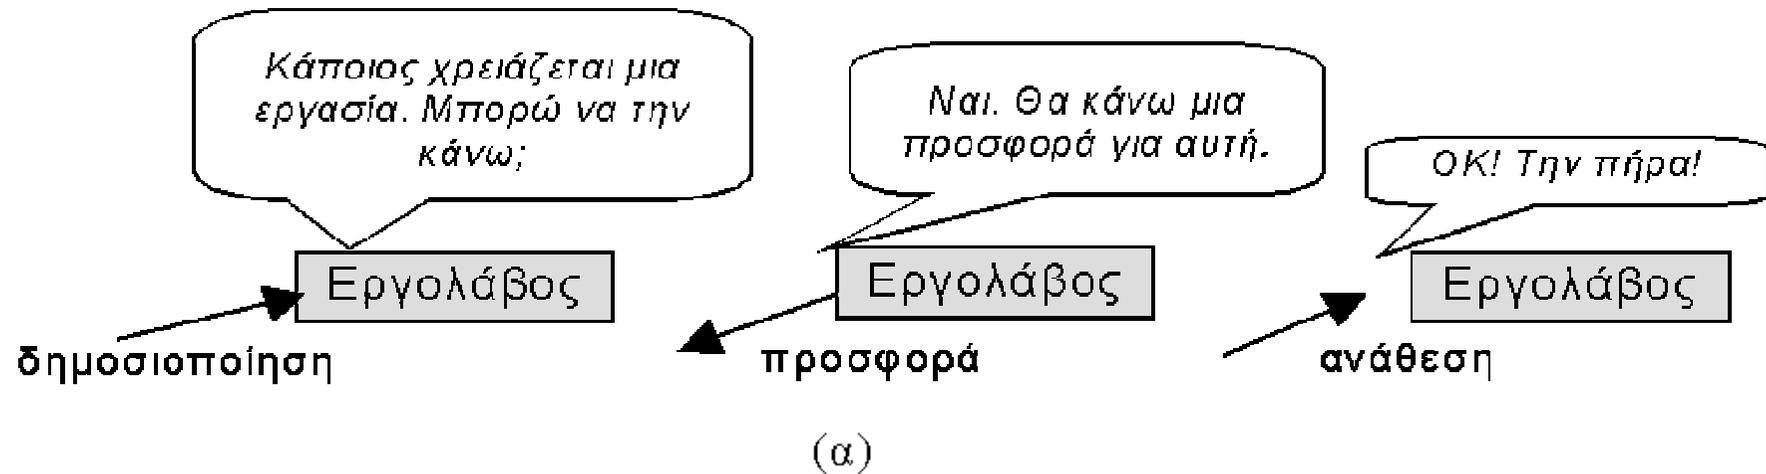 Κάποιος χρειάζεται μια
εργασία. Μπορώ να την
κάνω;
Ναι. Θα κάνω μια
προσφορά για αυτή.
ΟΚ! Την πήρα!
Εργολάβος
Εργολάβος
Εργολάβος
δημοσιοποίηση
προσφορά
ανάθεση
(α)